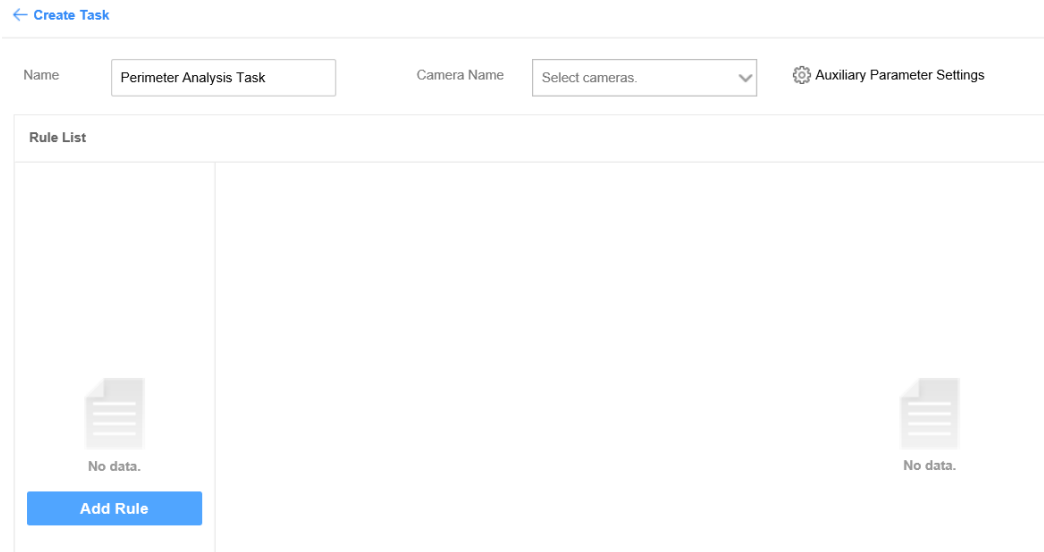 Create Task
Name Perimeter Analysis Task Camera Name Select cameras. Auxiliary Parameter Settings
Rule List
No data. No data.
Add Rule